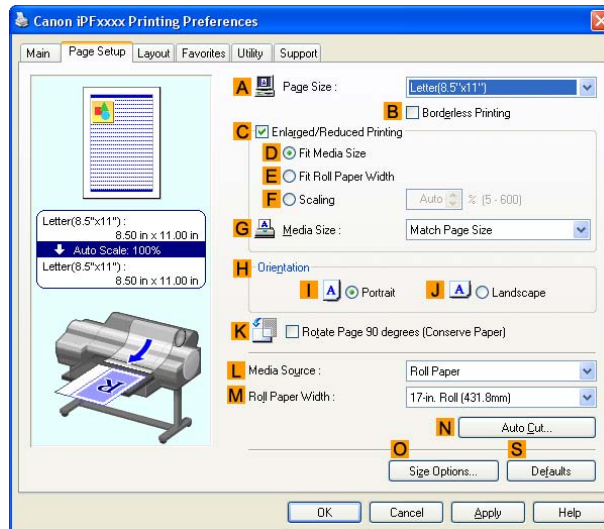 Canon iPFxxxx Printing Preferences
Main Page Setup Layout Favorites Utility Support
A Page Size : Letter(8.5"x11")
B Borderless Printing
C Enlarged/Reduced Printing
D Fit Media Size
E Fit Roll Paper Width
F Scaling Auto % (5 - 600)
G A Media Size : Match Page Size
H Orientation
I A Portrait J A Landscape
K Rotate Page 90 degrees (Conserve Paper)
L Media Source : Roll Paper
M Roll Paper Width : 17-in. Roll (431.8mm)
N Auto Cut...
O S
Size Options... Defaults
Letter(8.5"x11") :
8.50 in x 11.00 in
Auto Scale: 100%
Letter(8.5"x11") :
8.50 in x 11.00 in
R
OK Cancel Apply Help